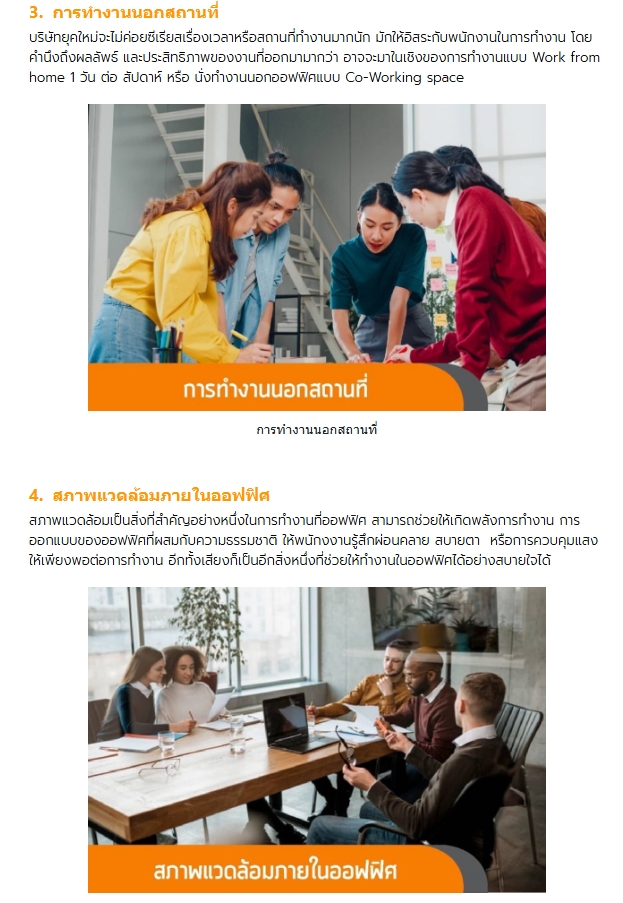 3. การทำงานนอกสถานที่
บริษัทยุคใหม่จะไม่ค่อยซีเรียสเรื่องเวลาหรือสถานที่ทำงานมากนัก มักให้อิสระกับพนักงานในการทำงาน โดย
คำนึงถึงผลลัพธ์ และประสิทธิภาพของงานที่ออกมามากว่า อาจจะมาในเชิงของการทำงานแบบ Work from
home 1 วัน ต่อ สัปดาห์ หรือ นั่งทำงานนอกออฟฟิศแบบ Co-Working space
การทำงานนอกสถานที่
การทำงานนอกสถานที่
4. สภาพแวดล้อมภายในออฟฟิศ
สภาพแวดล้อมเป็นสิ่งที่สำคัญอย่างหนึ่งในการทำงานที่ออฟฟิศ สามารถช่วยให้เกิดพลังการทำงาน การ
ออกแบบของออฟฟิศที่ผสมกับความธรรมชาติ ให้พนักงงานรู้สึกผ่อนคลาย สบายตา หรือการควบคุมแสง
ให้เพียงพอต่อการทำงาน อีกทั้งเสียงก็เป็นอีกสิ่งหนึ่งที่ช่วยให้ทำงานในออฟฟิศได้อย่างสบายใจได้
สภาพแวดล้อมภายในออฟฟิศ